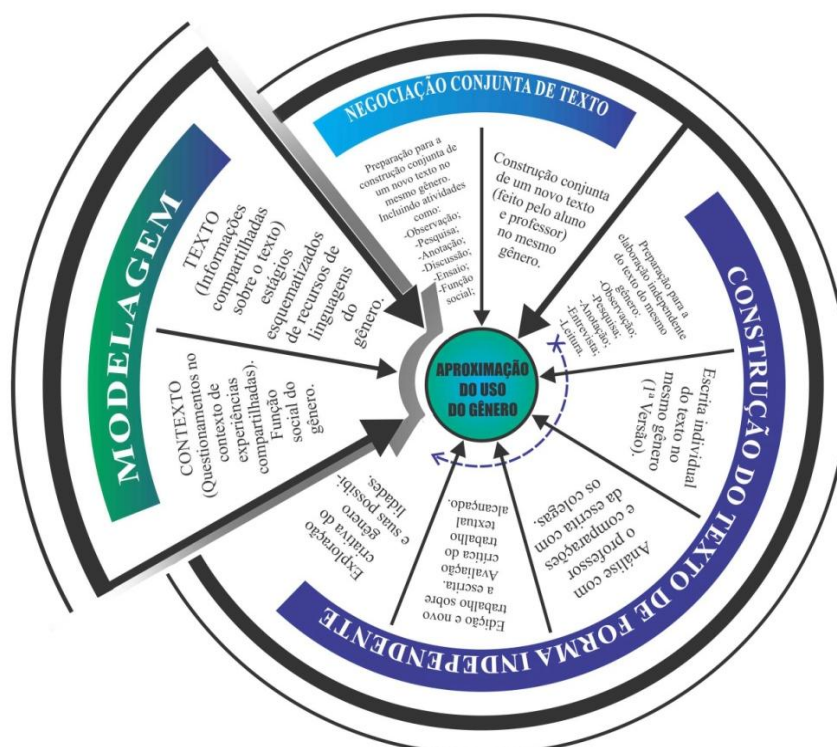 MODELAGEM
CONTEXTO
(Questionamentos no
contexto de
experiências
compartilhadas).
Função
social do
gênero.
TEXTO
(Informações
compartilhadas
sobre o texto)
estágios
esquematizados
de recursos de
linguagens
do
gênero.
NEGOCIAÇÃO CONJUNTA DE TEXTO
Preparação para a
construção conjunta de
um novo texto no
mesmo gênero.
Incluindo atividades
como:
-Observação;
-Pesquisa;
-Anotação;
-Discussão;
-Ensaio;
-Função
social;
Construção conjunta
de um novo texto
(feito pelo aluno
e professor)
no mesmo
gênero.
CONSTRUÇÃO DO TEXTO DE FORMA INDEPENDENTE
Preparação para a
elaboração independente
do texto do mesmo
gênero:
-Observação;
-Pesquisa;
-Anotação;
-Entrevista;
-Leitura.
Escrita individual
do texto no
mesmo gênero
(1ª Versão).
Análise com
o professor
e comparações
da escrita com
os colegas.
Edição e novo
trabalho sobre
a escrita.
Avaliação
crítica do
trabalho
textual
alcançado.
Exploração
criativa do
gênero
e suas possibi-
lidades.
APROXIMAÇÃO
DO USO
DO GÊNERO